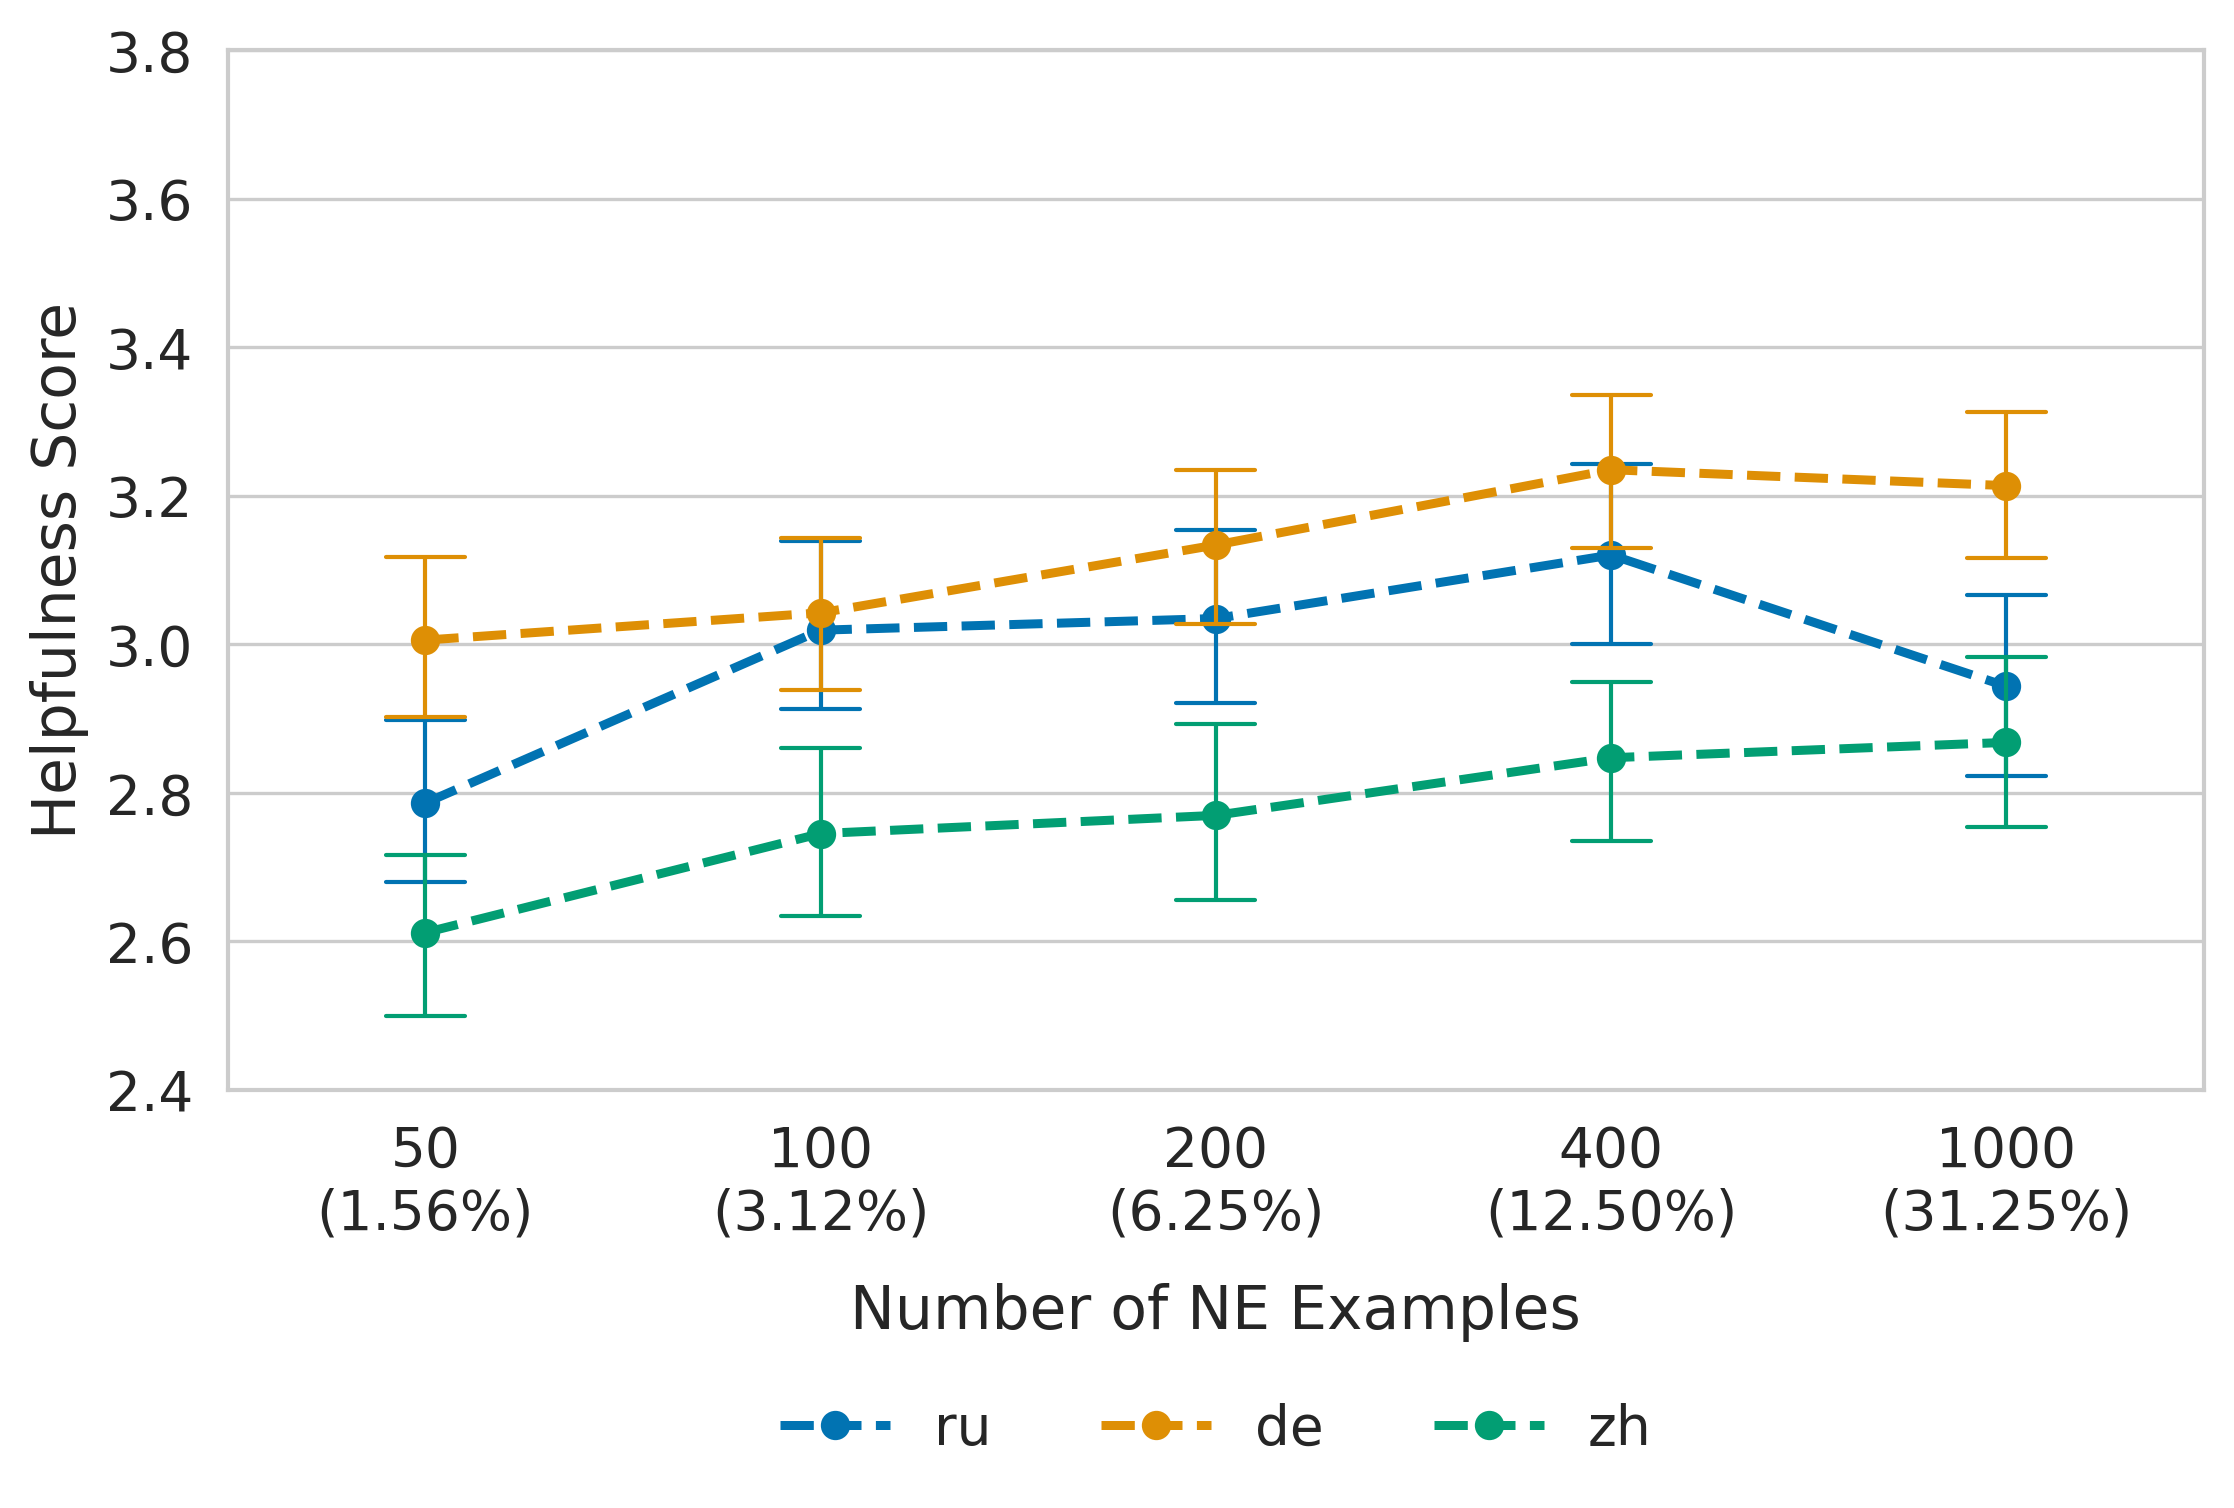 3.8
3.6
3.4
3.2
3.0
2.8
2.6
2.4
Helpfulness Score
50 100 200 400 1000
(1.56%) (3.12%) (6.25%) (12.50%) (31.25%)
Number of NE Examples
ru de zh